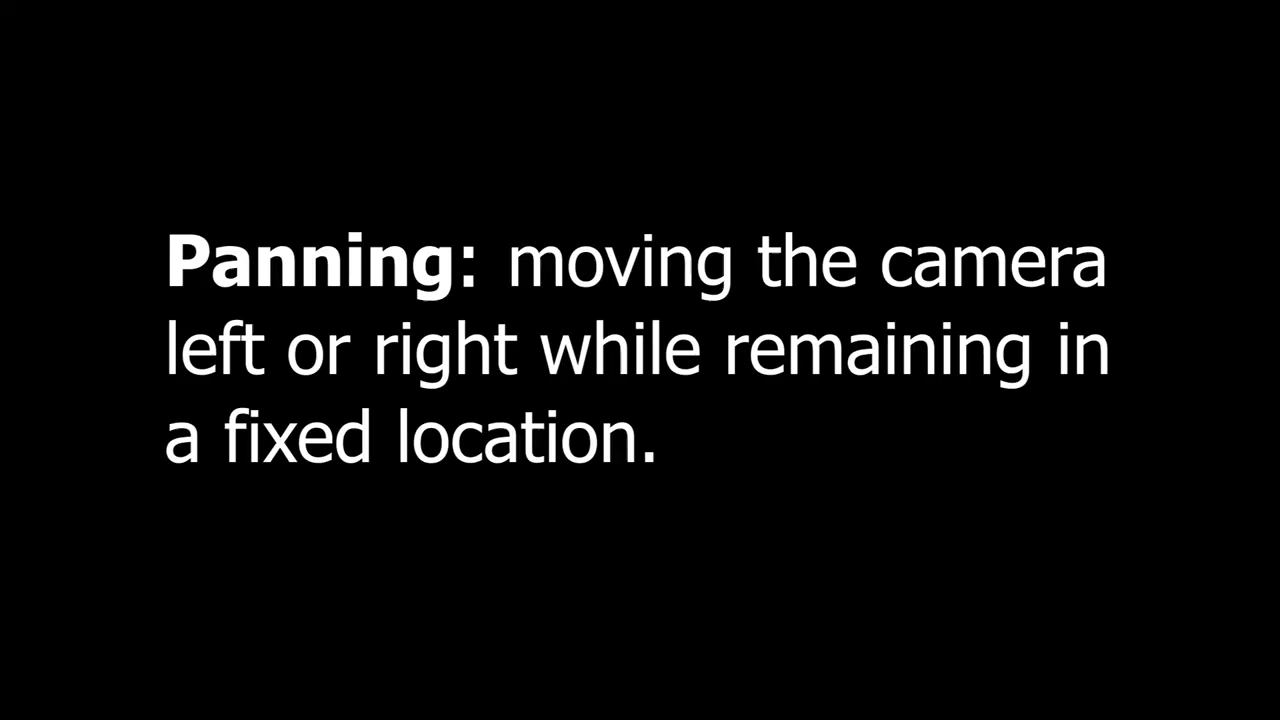 Panning: moving the camera
left or right while remaining in
a fixed location.